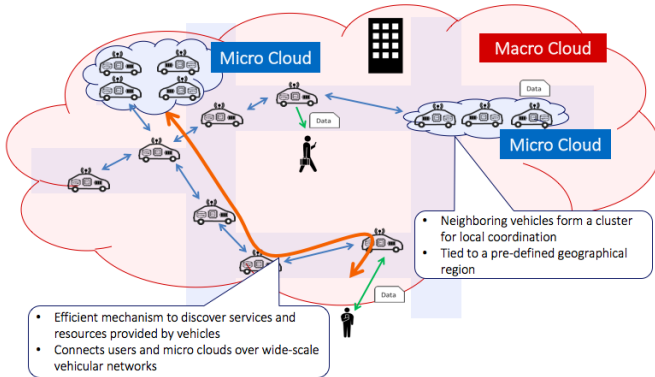 Micro Cloud
Macro Cloud
Data
Data
Micro Cloud
• Neighboring vehicles form a cluster
for local coordination
• Tied to a pre-defined geographical
region
Data
• Efficient mechanism to discover services and
resources provided by vehicles
• Connects users and micro clouds over wide-scale
vehicular networks